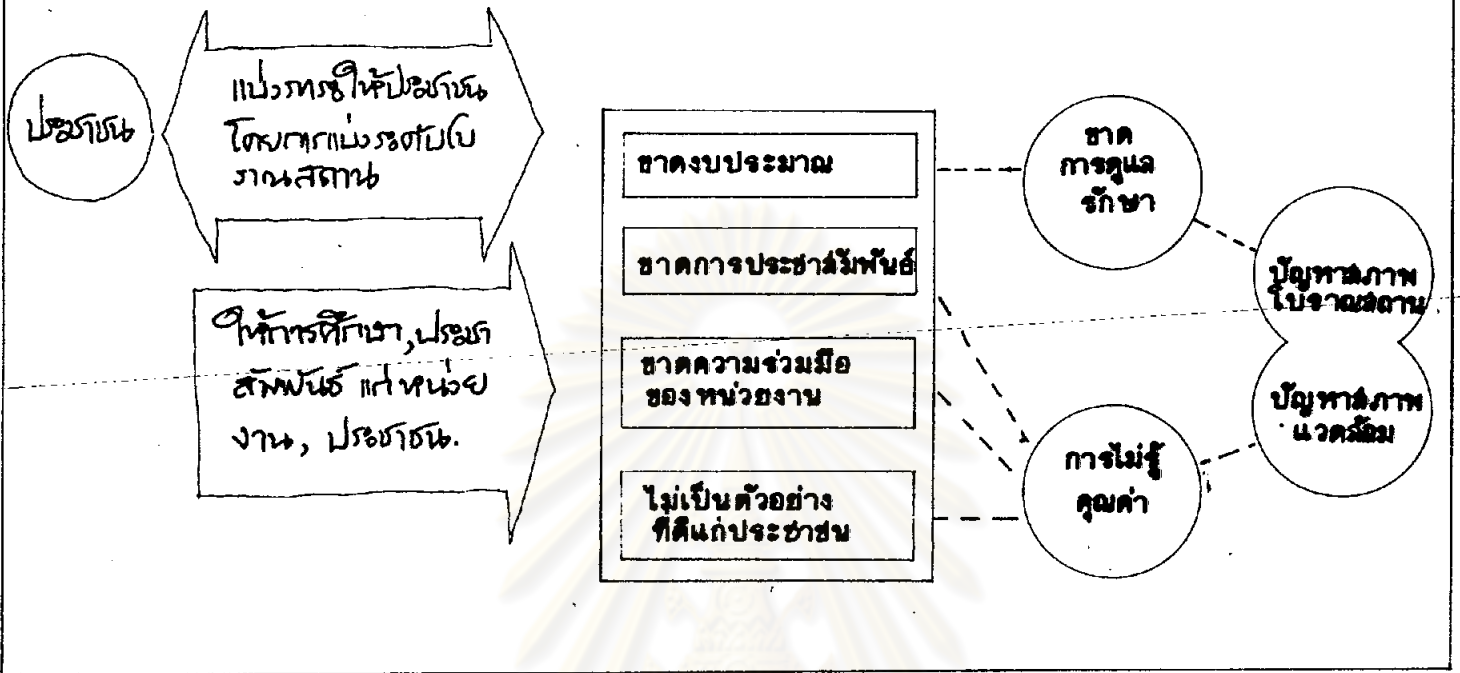 ประชาชน
แบ่งภาระให้ประชาชน
โดยการแบ่งระดับโบ
ราณสถาน
ให้การศึกษา,ประชา
สัมพันธ์ แก่ หน่วย
งาน, ประชาชน.
ขาดงบประมาณ
ขาดการประชาสัมพันธ์
ขาดความร่วมมือ
ของหน่วยงาน
ไม่เป็นตัวอย่าง
ที่ดีแก่ประชาชน
ขาด
การดูแล
รักษา
การไม่รู้
คุณค่า
ปัญหาสภาพ
โบราณสถาน
ปัญหาสภาพ
แวดล้อม